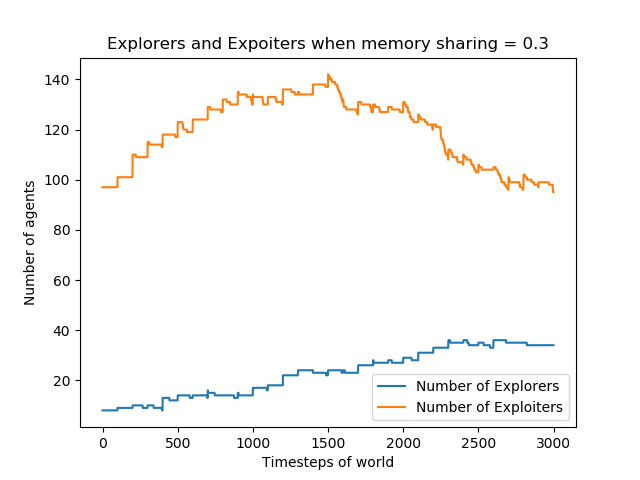 Explorers and Expoiters when memory sharing = 0.3
140
120
100
80
60
40
20
Number of agents
0 500 1000 1500 2000 2500 3000
Timesteps of world
Number of Explorers
Number of Exploiters